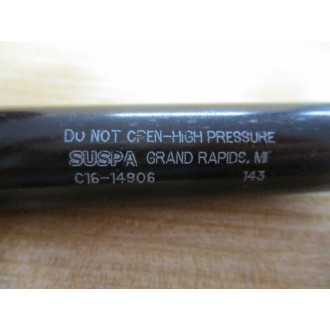 DO NOT OPEN-HIGH PRESSURE
SUSPA GRAND RAPIDS, MI
C16-14906 143